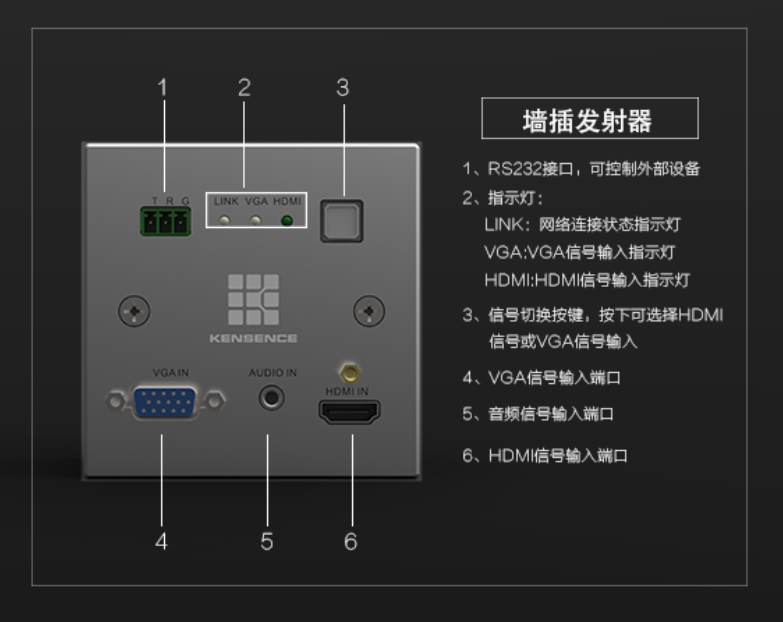 1
2
3
T R G
LINK VGA HDMI
KENSENCE
VGA IN
AUDIO IN
HDMI IN
4
5
6
墙插发射器
1、RS232接口，可控制外部设备
2、指示灯：
LINK：网络连接状态指示灯
VGA:VGA信号输入指示灯
HDMI:HDMI信号输入指示灯
3、信号切换按键，按下可选择HDMI
信号或VGA信号输入
4、VGA信号输入端口
5、音频信号输入端口
6、HDMI信号输入端口